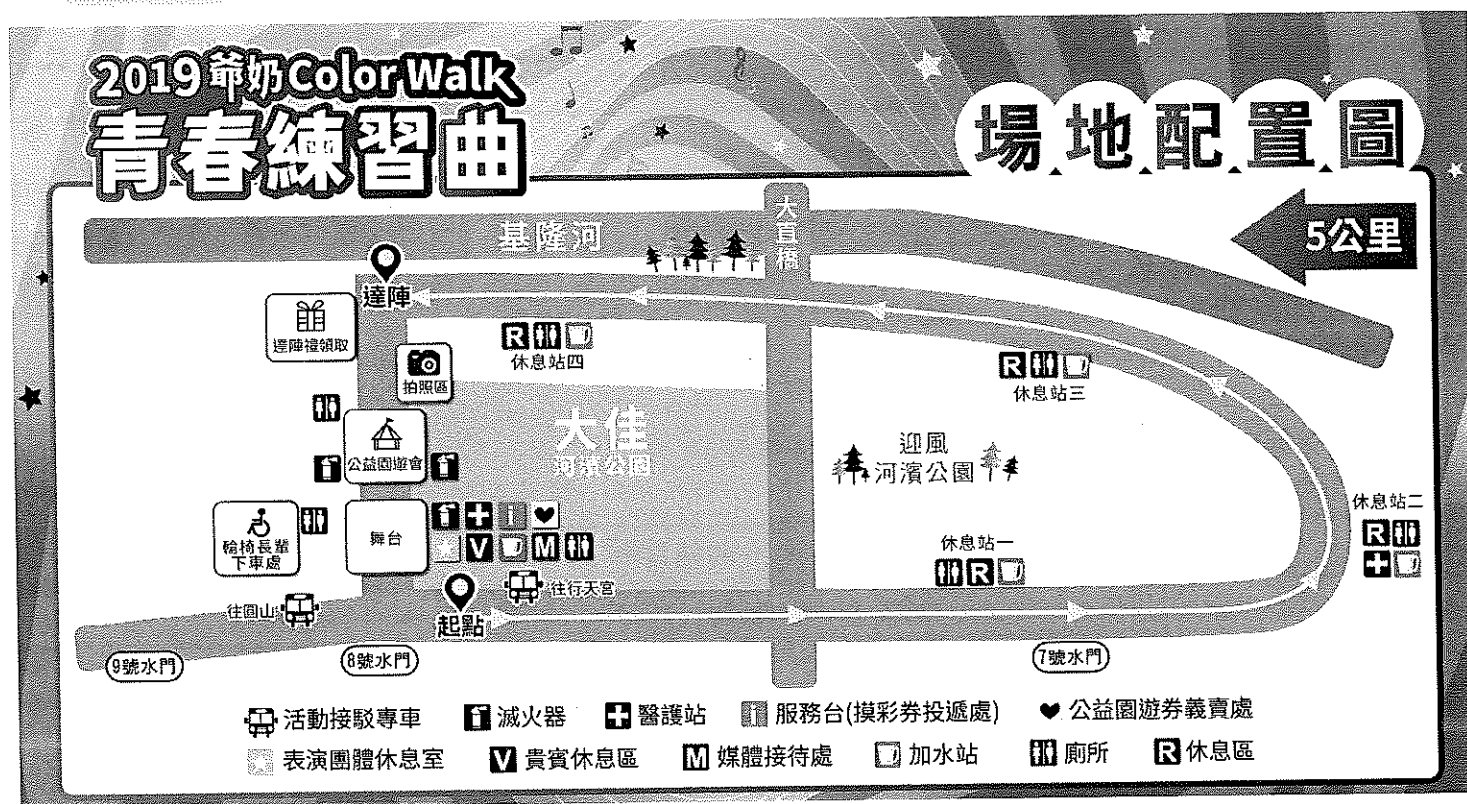 2019爺奶Color Walk
青春練習曲
場地配置圖
5公里
基隆河
大直橋
達陣
達陣禮領取
拍照區
R
休息站四
R
休息站三
大佳
河濱公園
迎風
河濱公園
公益園遊會
輪椅長輩
下車處
舞台
V
M
休息站一
R
休息站二
R
往行天宮
往圓山
起點
9號水門
8號水門
7號水門
活動接駁專車
滅火器
醫護站
i 服務台(摸彩券投遞處)
公益園遊券義賣處
表演團體休息室
V 貴賓休息區
M 媒體接待處
加水站
廁所
R 休息區